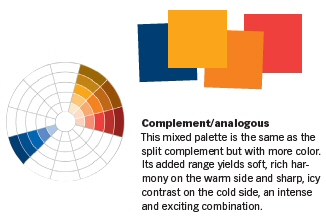 Complement/analogous
This mixed palette is the same as the
split complement but with more color.
Its added range yields soft, rich har-
mony on the warm side and sharp, icy
contrast on the cold side, an intense
and exciting combination.